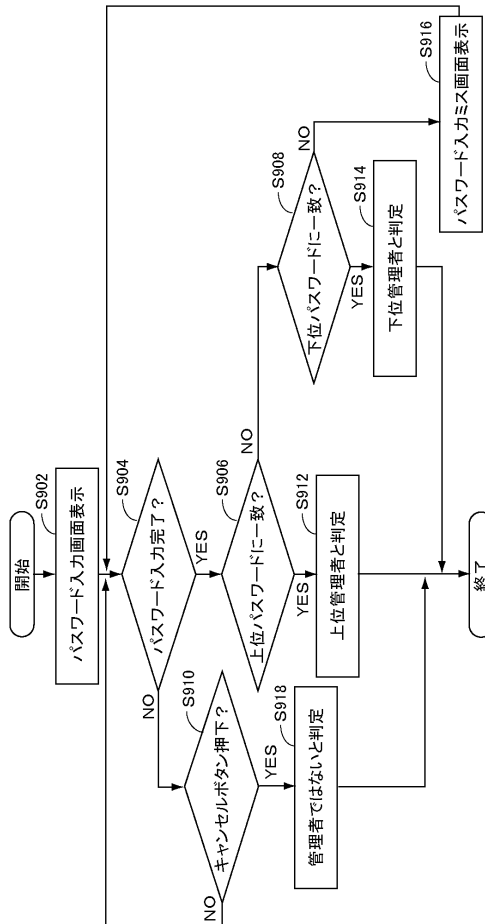 開始
S902
パスワード入力画面表示
S904
パスワード入力完了?
NO
YES
S910
キャンセルボタン押下?
NO
YES
S906
上位パスワードに一致?
NO
YES
S908
下位パスワードに一致?
NO
YES
S918
管理者ではないと判定
S912
上位管理者と判定
S914
下位管理者と判定
S916
パスワード入力ミス画面表示
終了